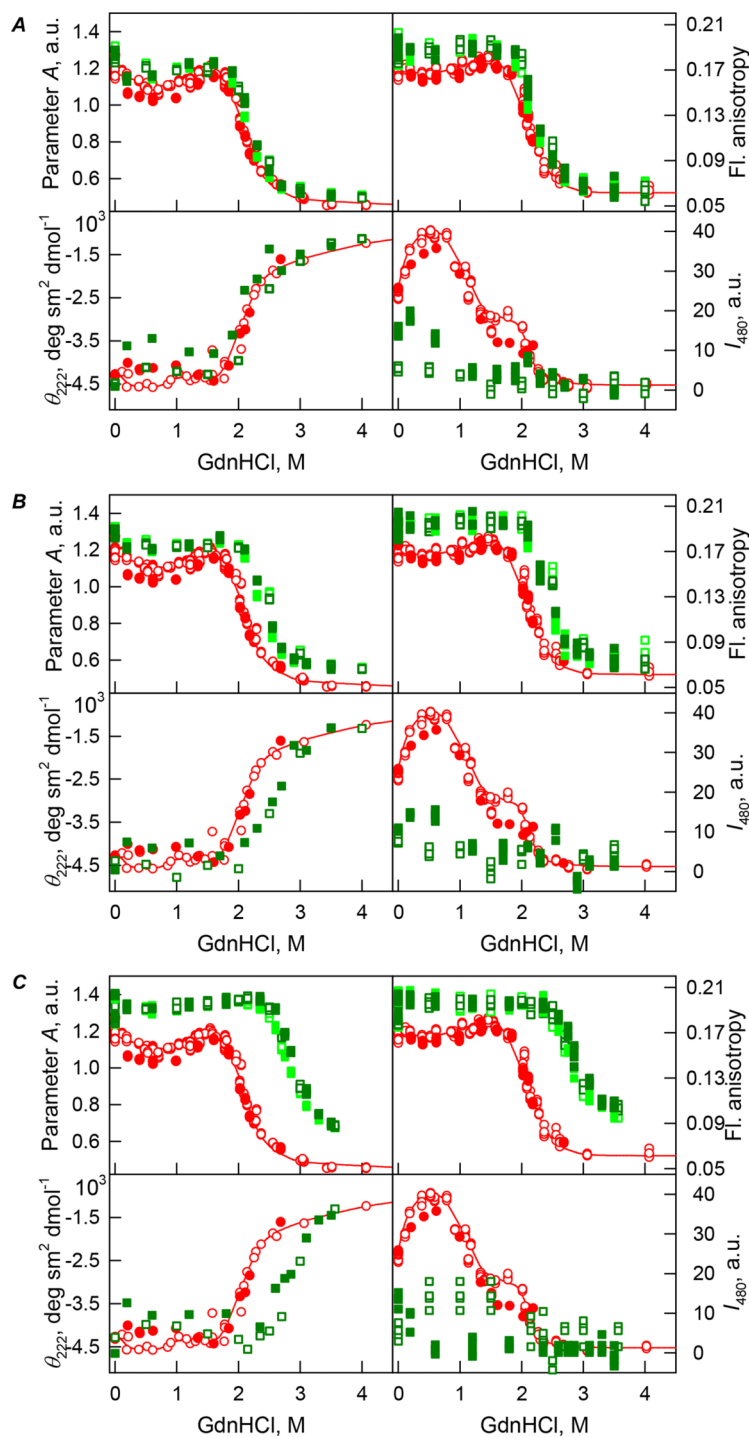 A
Parameter A, a.u.
1.4
1.2
1.0
0.8
0.6
0.21
0.17
0.13
0.09
0.05
Fl. anisotropy
θ222, deg sm² dmol⁻¹
10³
-1.5
-2.5
-3.5
-4.5
40
30
20
10
0
I480, a.u.
0 1 2 3 4
0 1 2 3 4
GdnHCl, M
GdnHCl, M
B
Parameter A, a.u.
1.4
1.2
1.0
0.8
0.6
0.21
0.17
0.13
0.09
0.05
Fl. anisotropy
θ222, deg sm² dmol⁻¹
10³
-1.5
-2.5
-3.5
-4.5
40
30
20
10
0
I480, a.u.
0 1 2 3 4
0 1 2 3 4
GdnHCl, M
GdnHCl, M
C
Parameter A, a.u.
1.4
1.2
1.0
0.8
0.6
0.21
0.17
0.13
0.09
0.05
Fl. anisotropy
θ222, deg sm² dmol⁻¹
10³
-1.5
-2.5
-3.5
-4.5
40
30
20
10
0
I480, a.u.
0 1 2 3 4
0 1 2 3 4
GdnHCl, M
GdnHCl, M